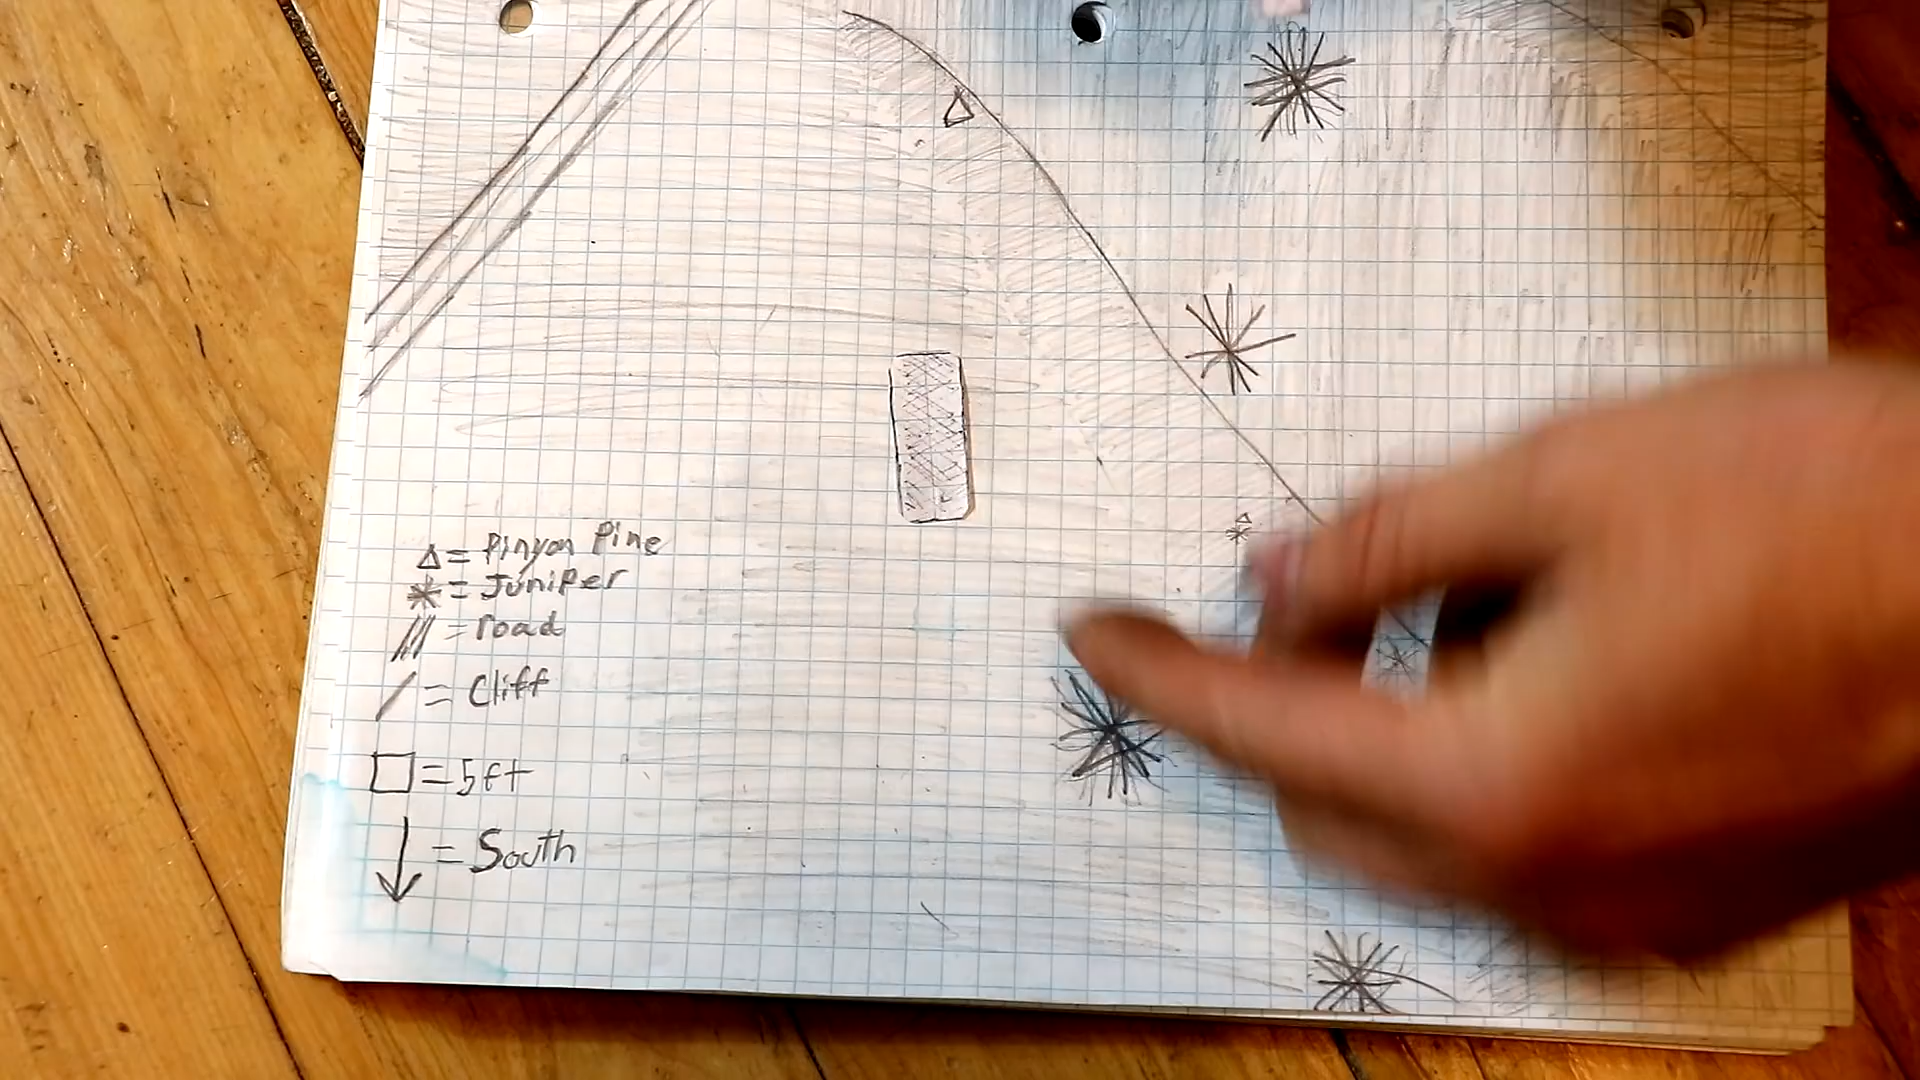 Δ = Pinyon Pine
* = Juniper
/// = road
/ = Cliff
□ = 5ft
↓ = South